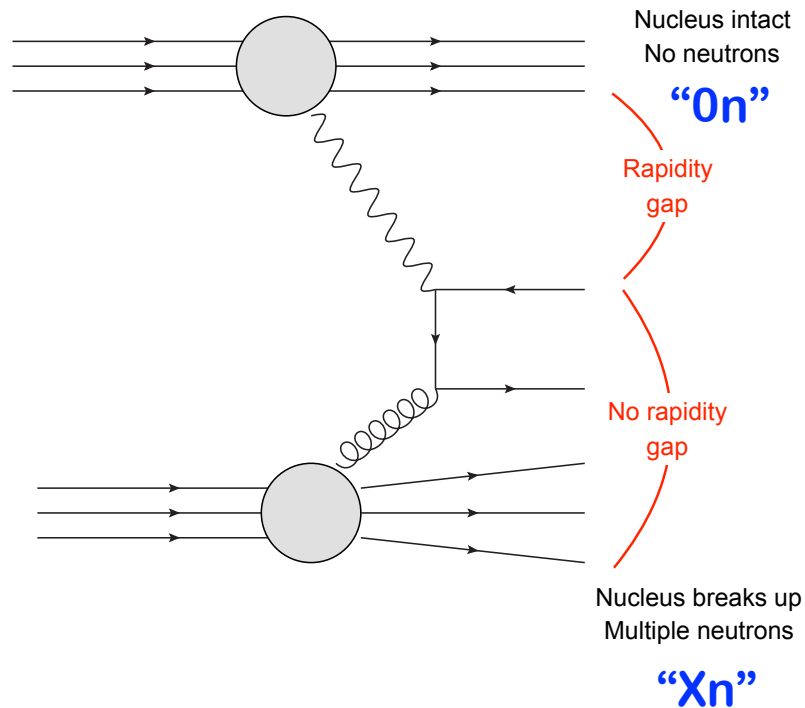 Nucleus intact
No neutrons
“0n”
Rapidity
gap
No rapidity
gap
Nucleus breaks up
Multiple neutrons
“Xn”